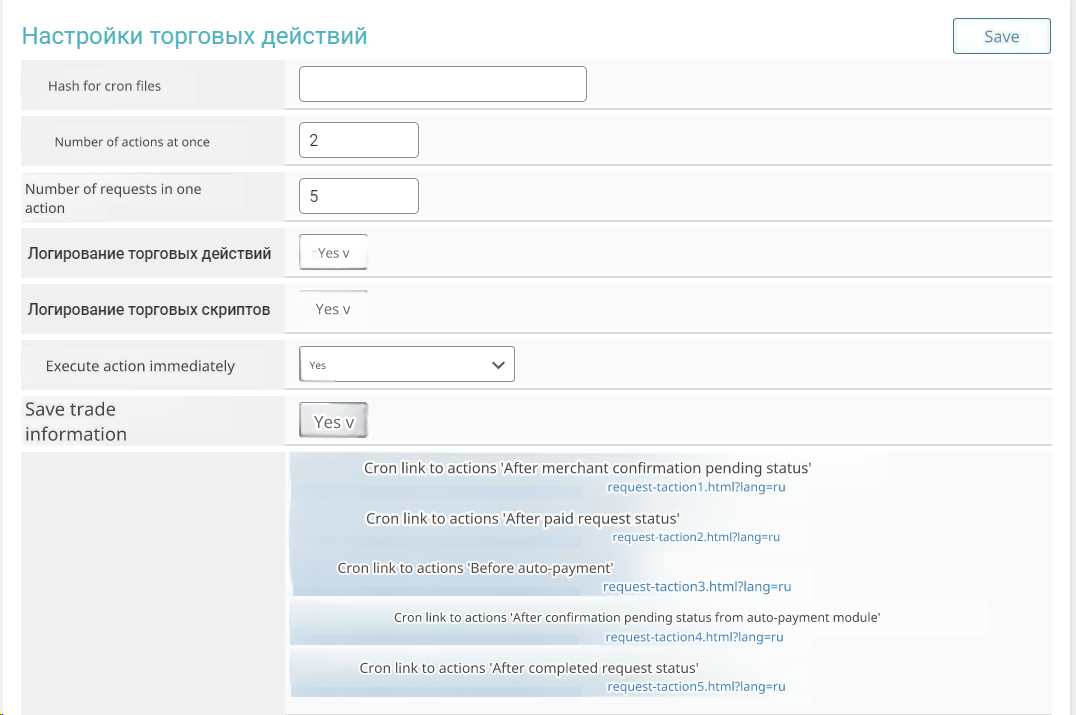 Настройки торговых действий
Save
Hash for cron files
Number of actions at once
2
Number of requests in one
action
5
Логирование торговых действий
Yes v
Логирование торговых скриптов
Yes v
Execute action immediately
Yes
Save trade
information
Yes v
Cron link to actions 'After merchant confirmation pending status'
request-taction1.html?lang=ru
Cron link to actions 'After paid request status'
request-taction2.html?lang=ru
Cron link to actions 'Before auto-payment'
request-taction3.html?lang=ru
Cron link to actions 'After confirmation pending status from auto-payment module'
request-taction4.html?lang=ru
Cron link to actions 'After completed request status'
request-taction5.html?lang=ru